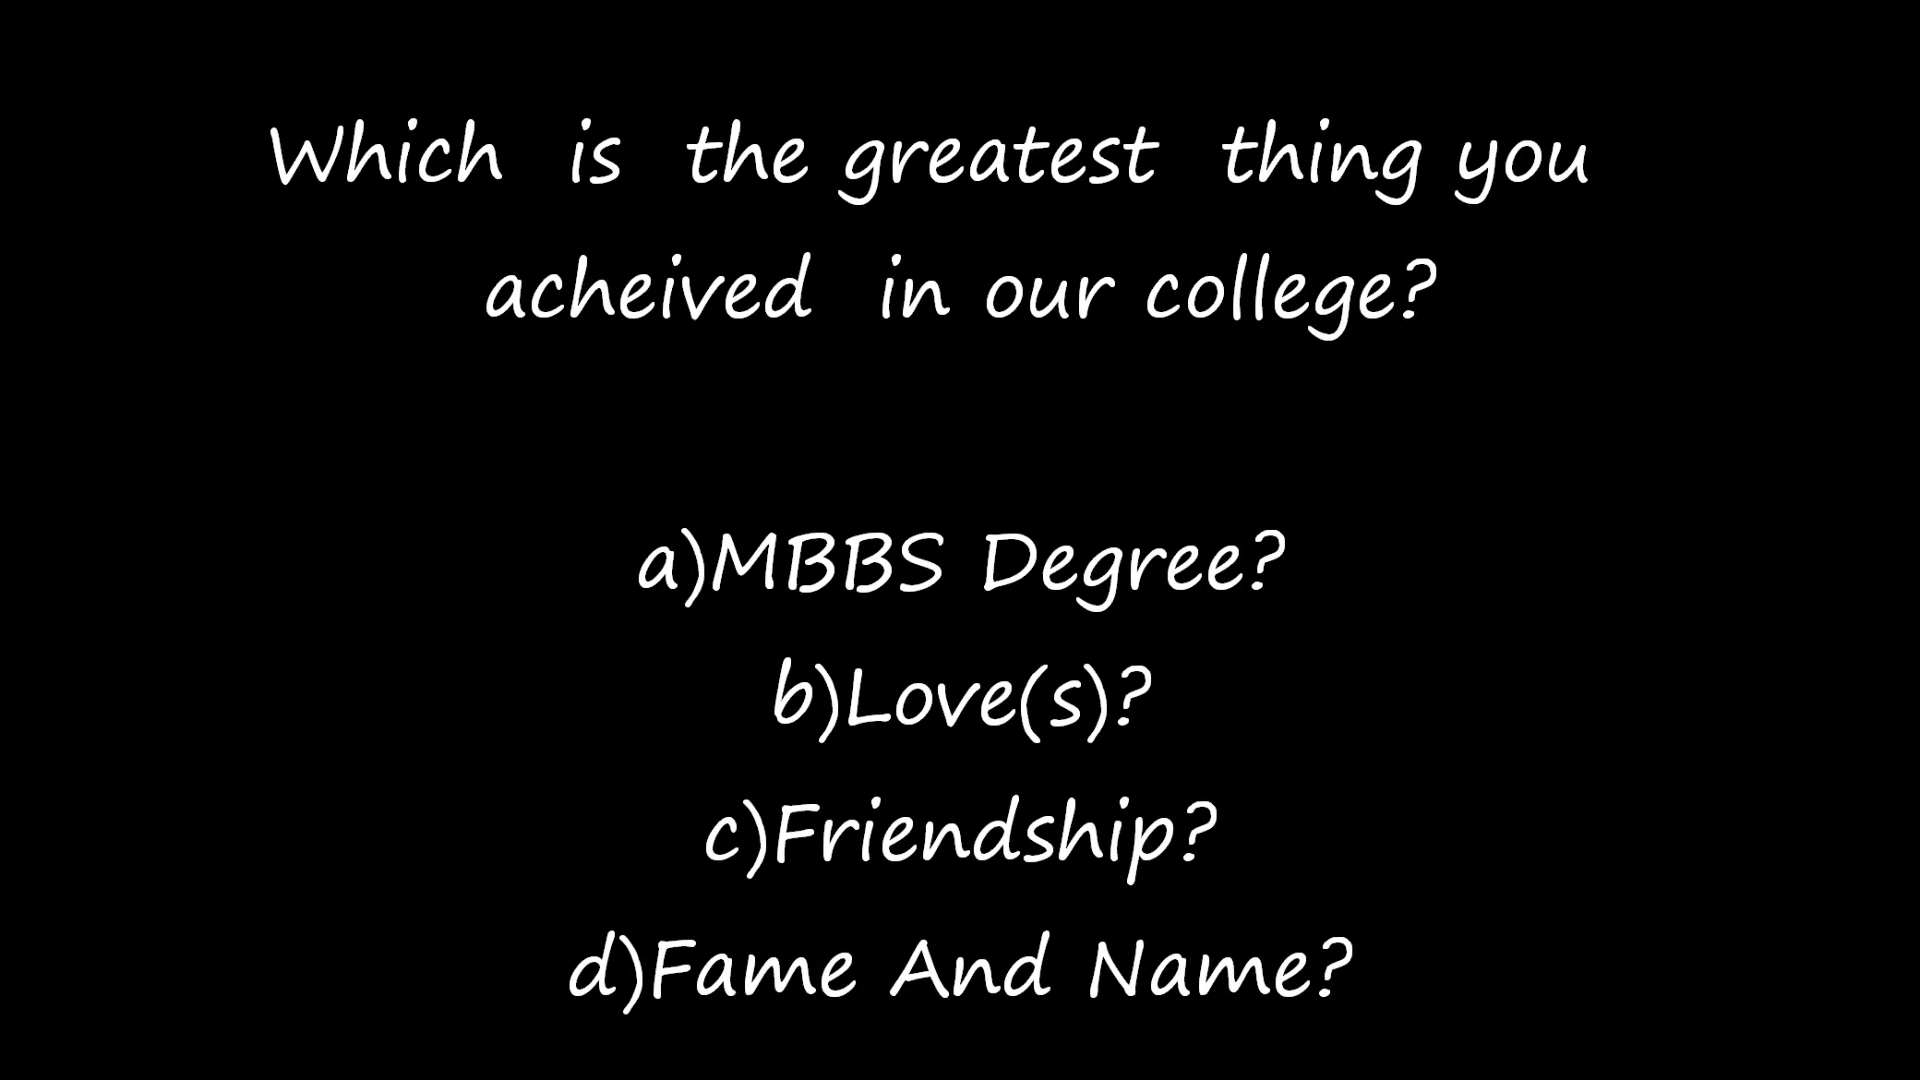 Which is the greatest thing you
acheived in our college?
a)MBBS Degree?
b)Love(s)?
c)Friendship?
d)Fame And Name?